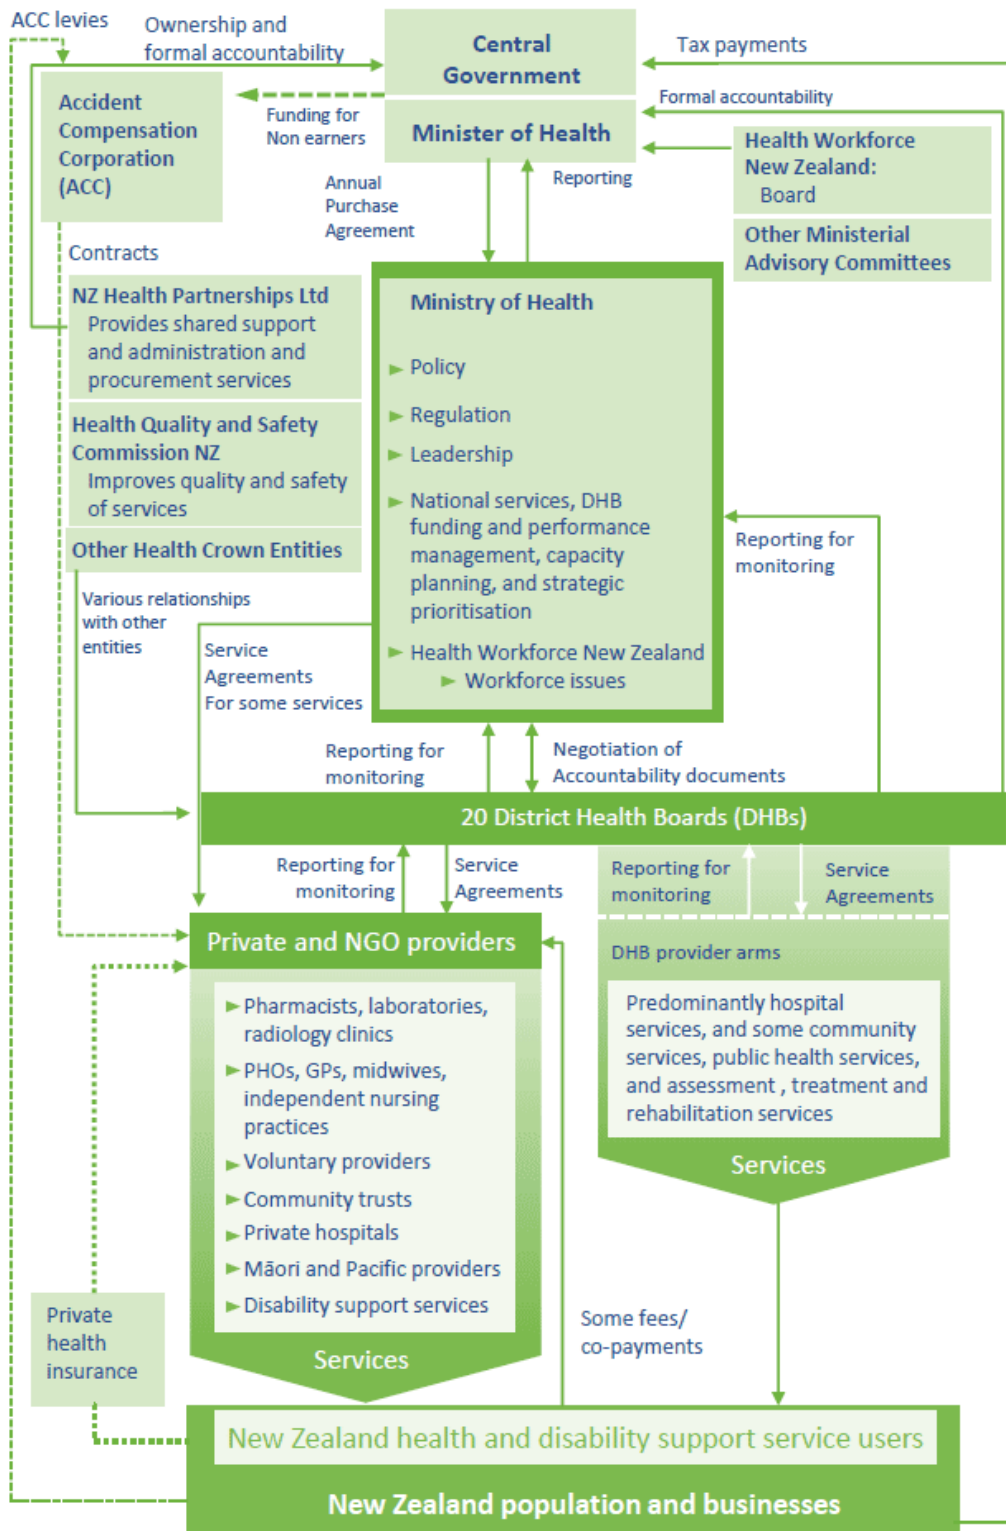 ACC levies
Ownership and
formal accountability
Central
Government
Tax payments
Accident
Compensation
Corporation
(ACC)
Funding for
Non earners
Minister of Health
Formal accountability
Health Workforce
New Zealand:
Board
Annual
Purchase
Agreement
Reporting
Other Ministerial
Advisory Committees
Contracts
NZ Health Partnerships Ltd
Provides shared support
and administration and
procurement services
Health Quality and Safety
Commission NZ
Improves quality and safety
of services
Other Health Crown Entities
Ministry of Health
Policy
Regulation
Leadership
National services, DHB
funding and performance
management, capacity
planning, and strategic
prioritisation
Health Workforce New Zealand
Workforce issues
Reporting for
monitoring
Various relationships
with other
entities
Service
Agreements
For some services
Reporting for
monitoring
Negotiation of
Accountability documents
20 District Health Boards (DHBs)
Reporting for
monitoring
Service
Agreements
Reporting for
monitoring
Service
Agreements
Private and NGO providers
Pharmacists, laboratories,
radiology clinics
PHOs, GPs, midwives,
independent nursing
practices
Voluntary providers
Community trusts
Private hospitals
Māori and Pacific providers
Disability support services
Services
DHB provider arms
Predominantly hospital
services, and some community
services, public health services,
and assessment , treatment and
rehabilitation services
Services
Private
health
insurance
Some fees/
co-payments
New Zealand health and disability support service users
New Zealand population and businesses